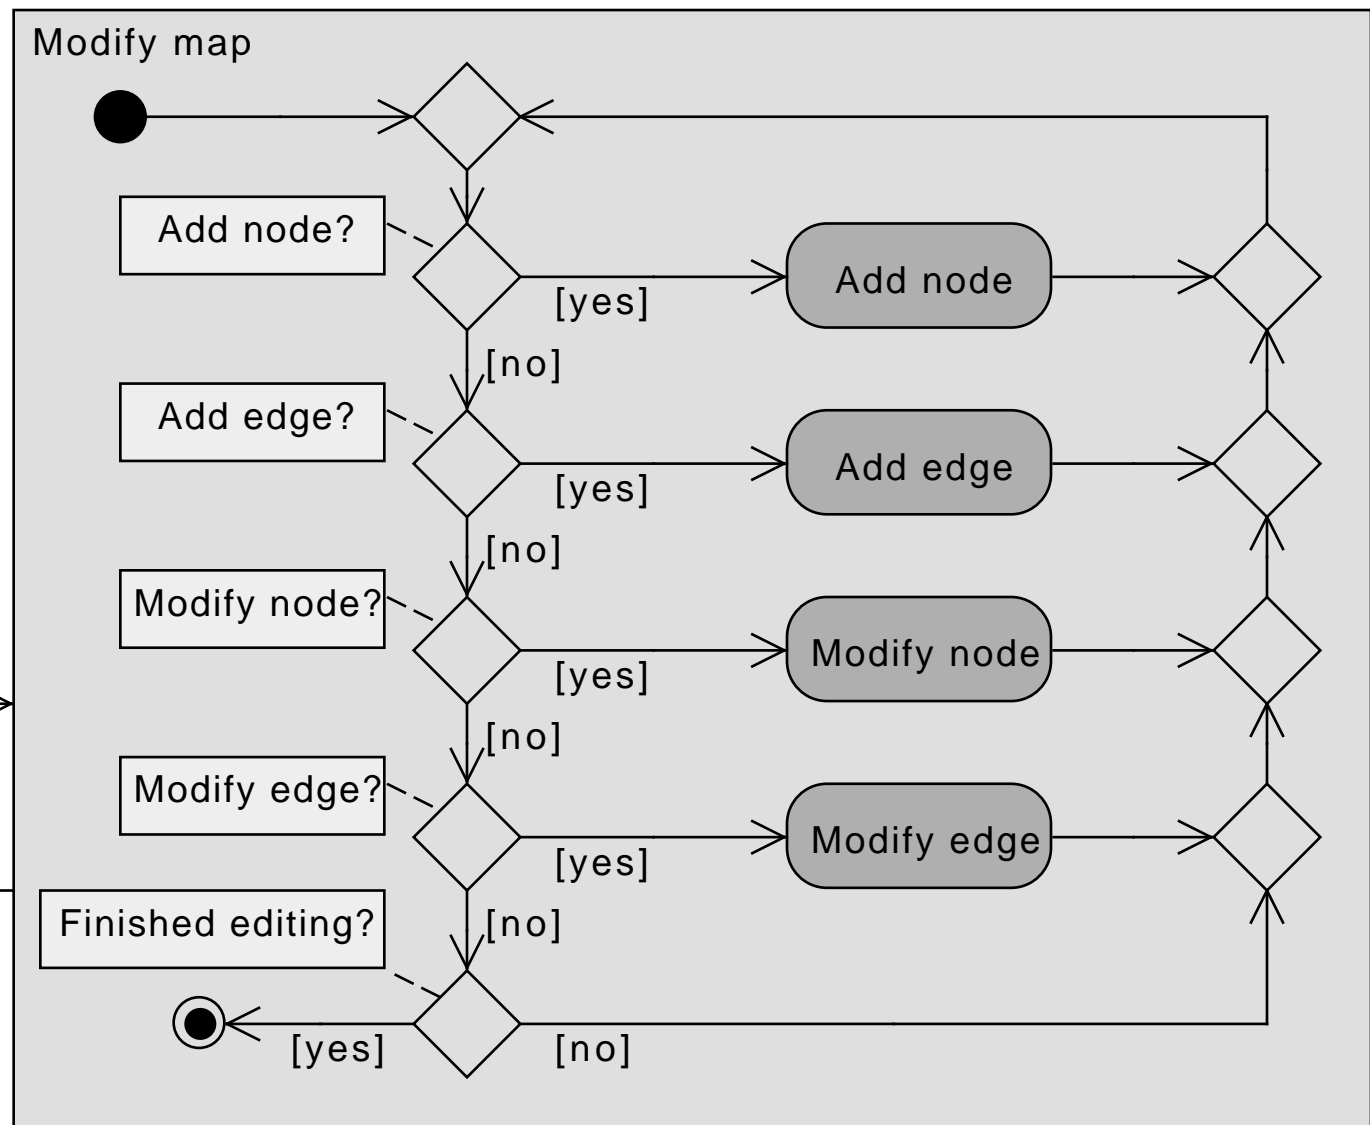 Modify map
Add node?
Add node
[yes]
[no]
Add edge?
Add edge
[yes]
[no]
Modify node?
Modify node
[yes]
[no]
Modify edge?
Modify edge
[yes]
[no]
Finished editing?
[yes]
[no]